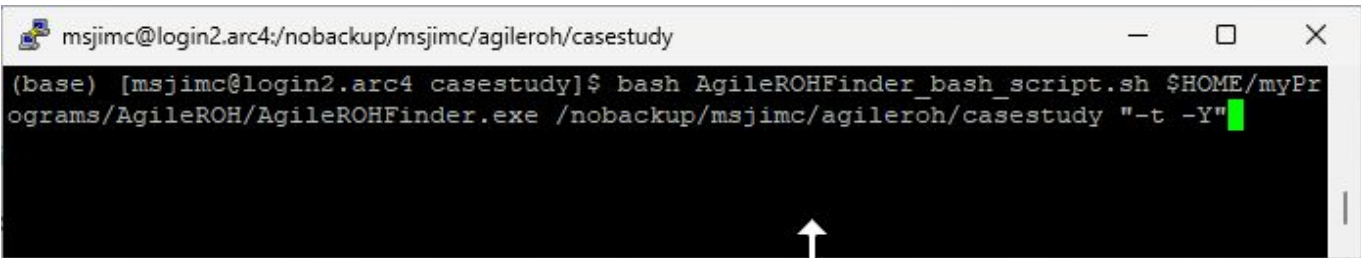 msjimc@login2.arc4:/nobackup/msjimc/agileroh/casestudy
(base) [msjimc@login2.arc4 casestudy]$ bash AgileROHFinder_bash_script.sh $HOME/myPr
ograms/AgileROH/AgileROHFinder.exe /nobackup/msjimc/agileroh/casestudy "-t -Y"